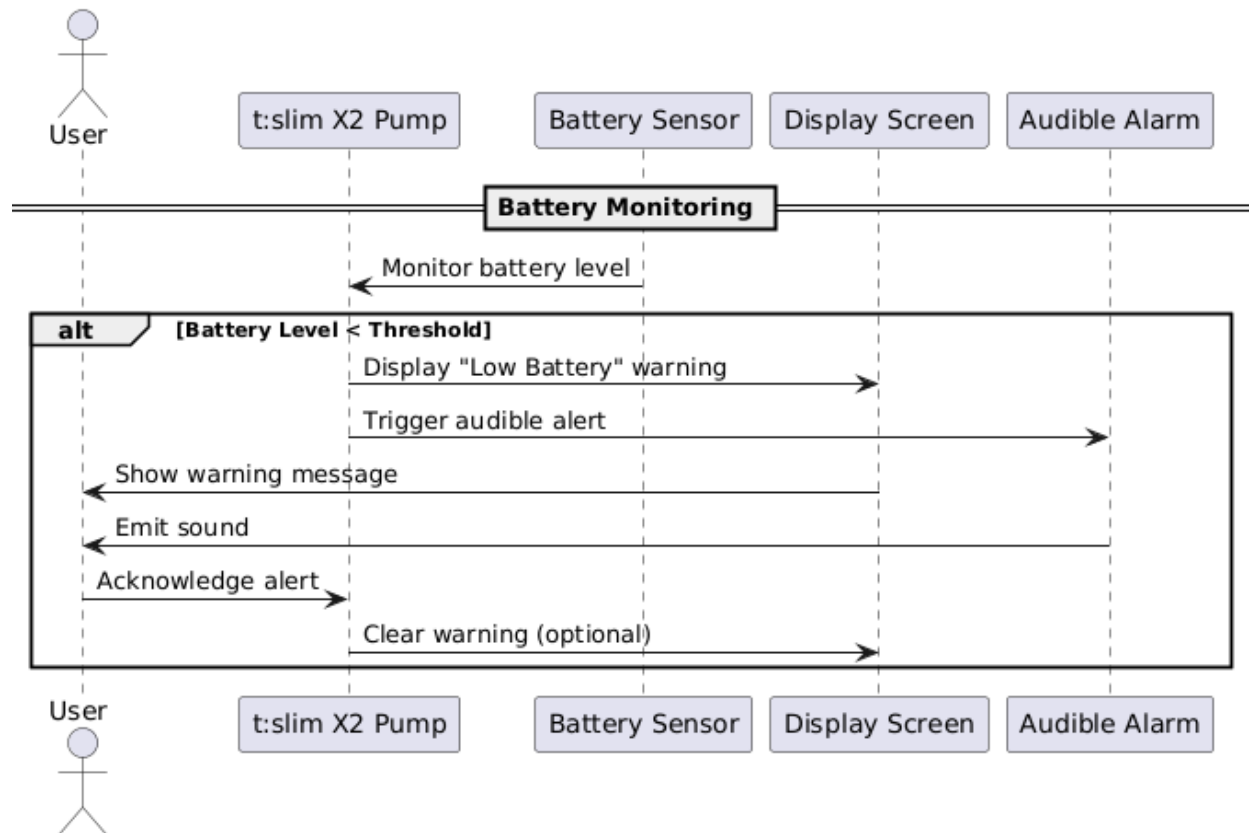 User
t:slim X2 Pump
Battery Sensor
Display Screen
Audible Alarm
Battery Monitoring
Monitor battery level
alt
[Battery Level < Threshold]
Display "Low Battery" warning
Trigger audible alert
Show warning message
Emit sound
Acknowledge alert
Clear warning (optional)
User
t:slim X2 Pump
Battery Sensor
Display Screen
Audible Alarm